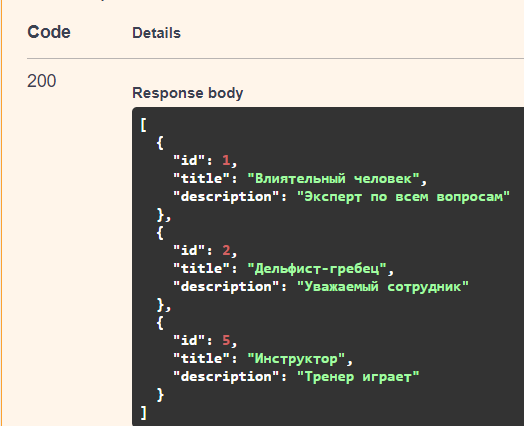 Code Details
200
Response body
[
{
"id": 1,
"title": "Влиятельный человек",
"description": "Эксперт по всем вопросам"
},
{
"id": 2,
"title": "Дельфист-гребец",
"description": "Уважаемый сотрудник"
},
{
"id": 5,
"title": "Инструктор",
"description": "Тренер играет"
}
]